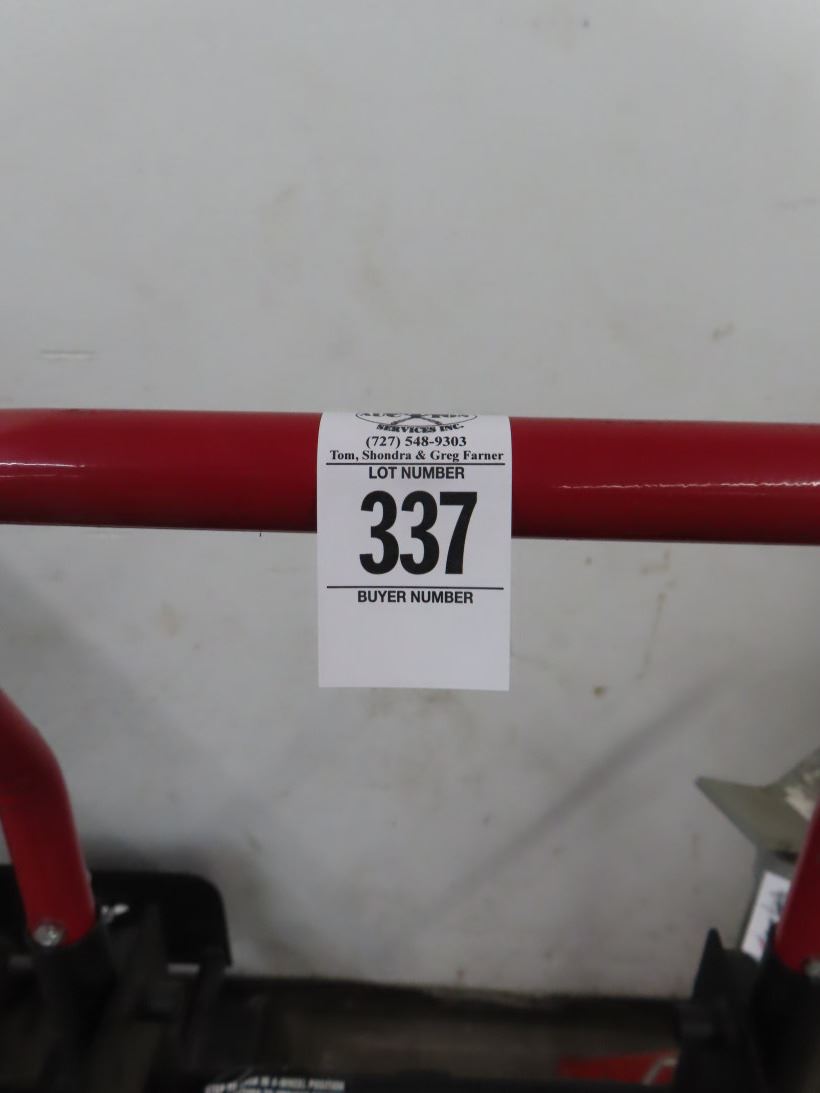 SERVICES INC.
(727) 548-9303
Tom, Shondra & Greg Farner
LOT NUMBER
337
BUYER NUMBER